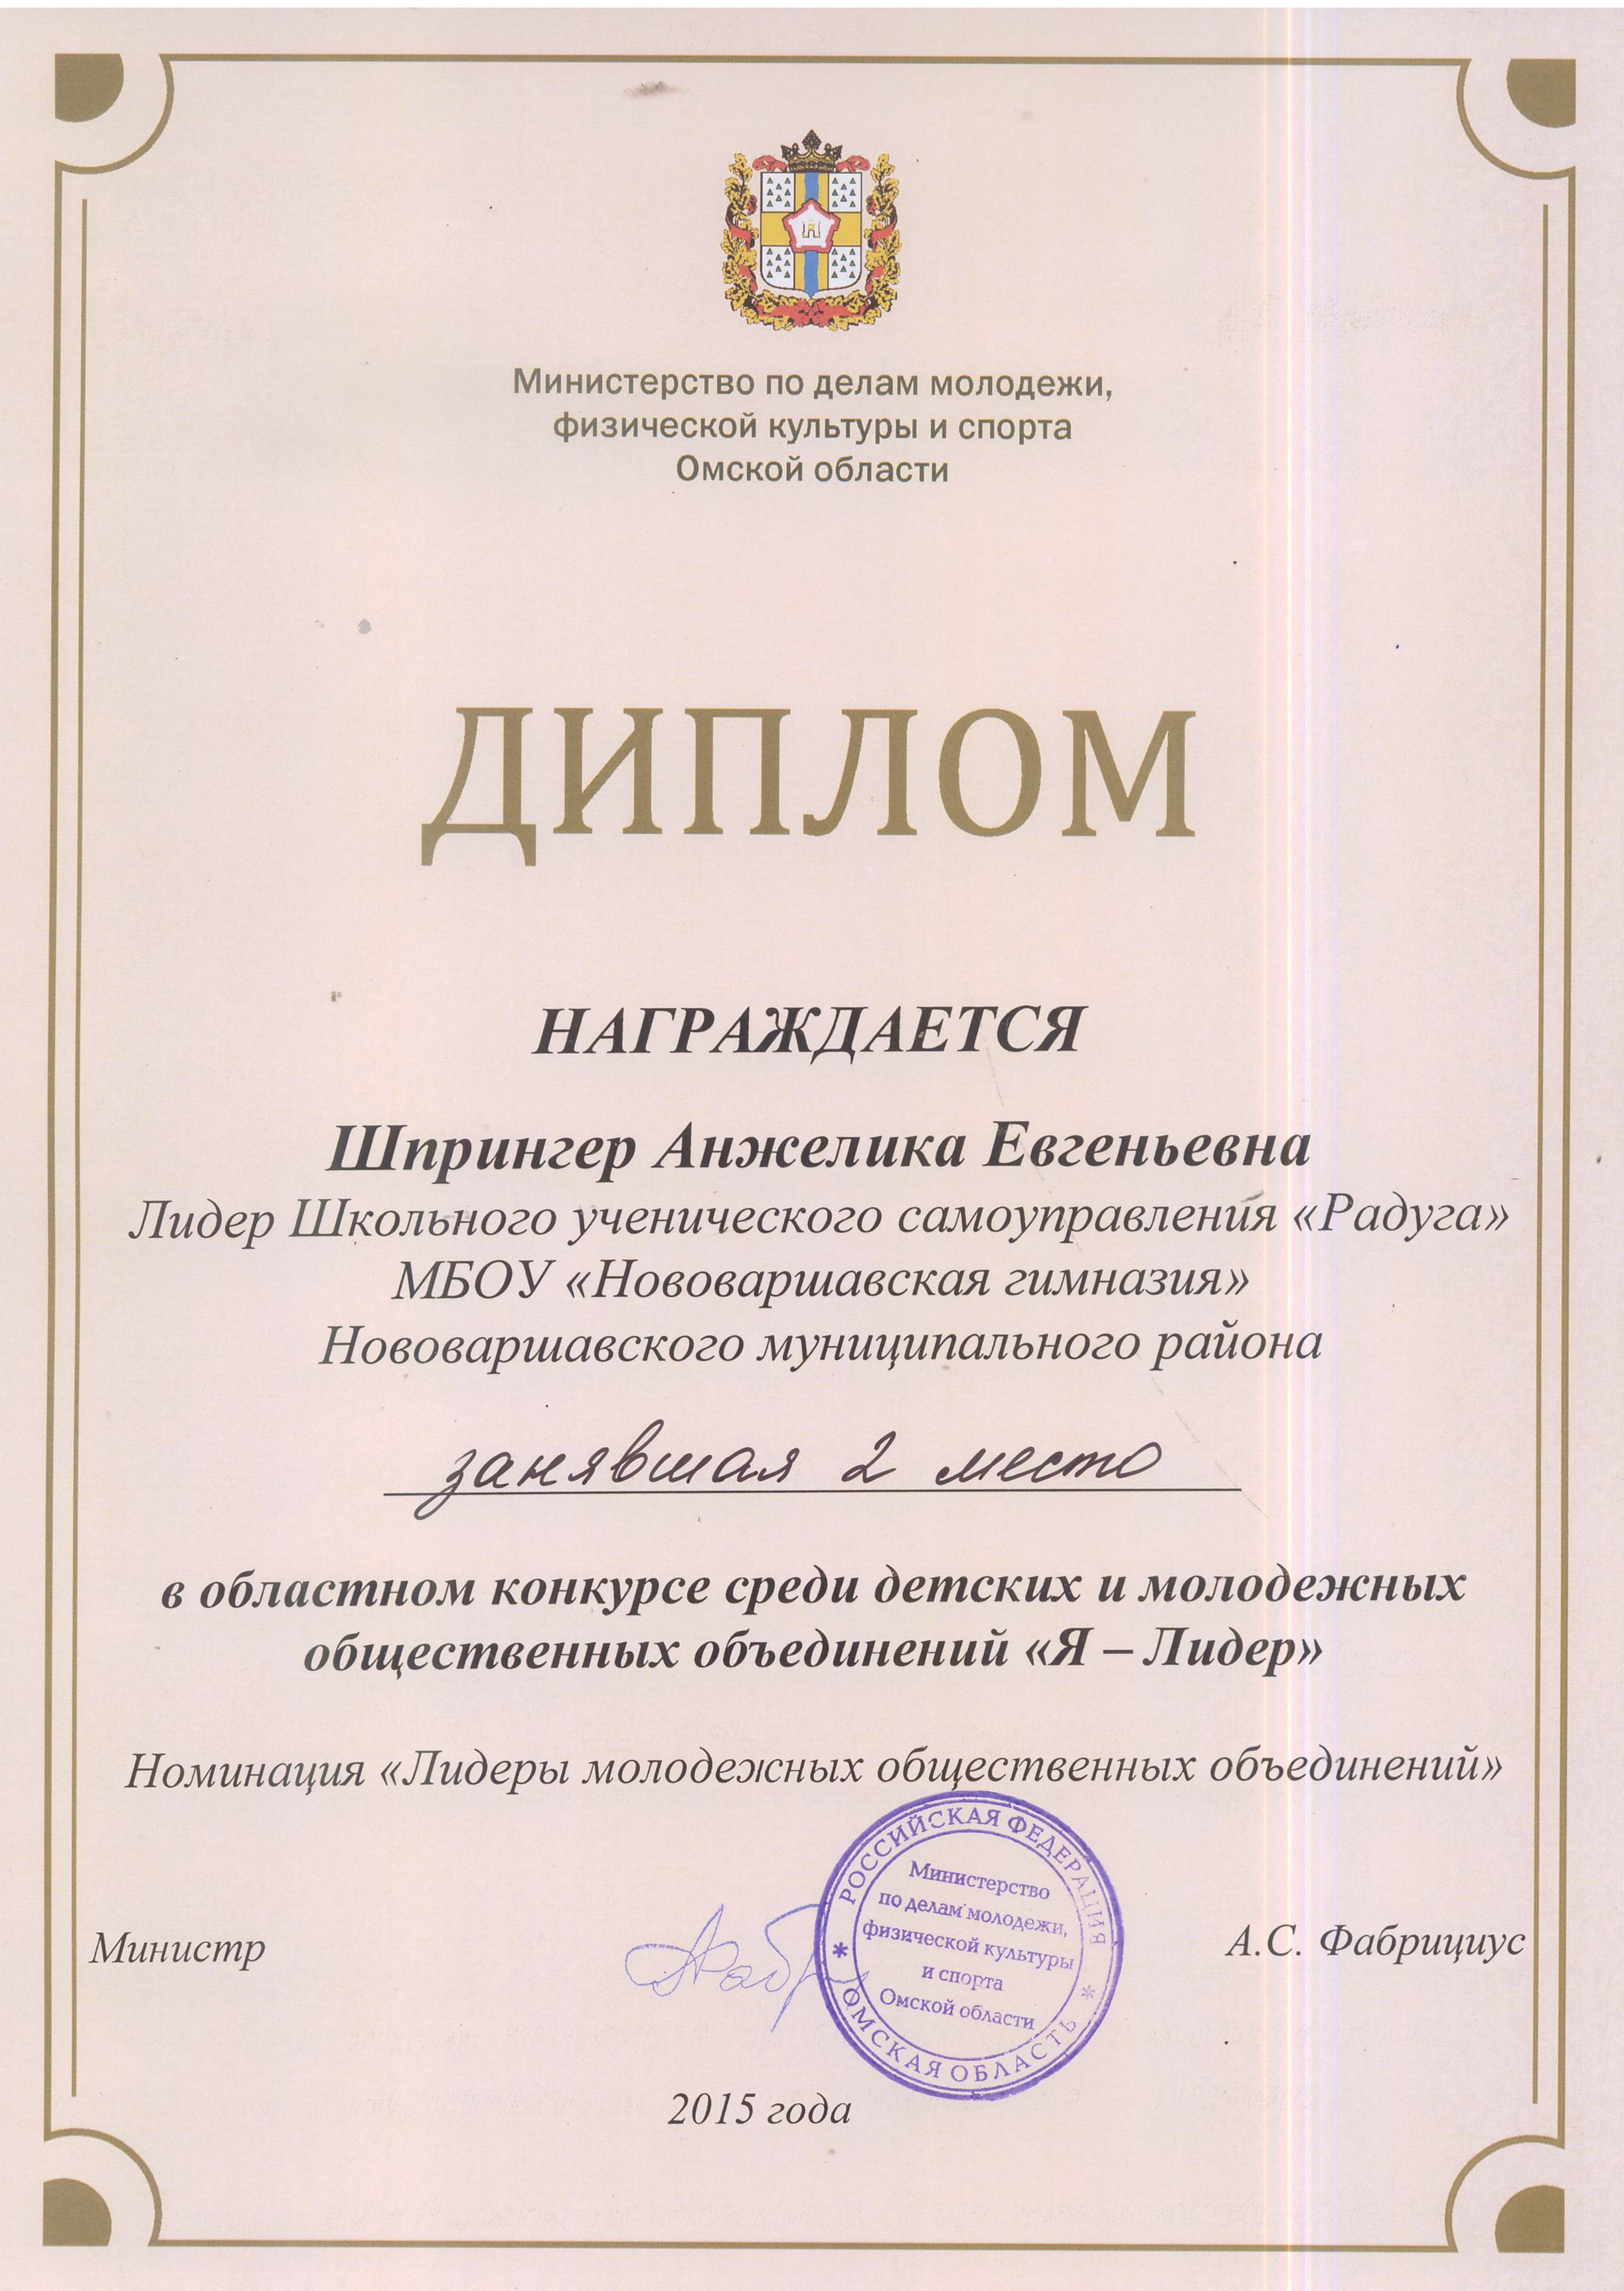 Министерство по делам молодежи,
физической культуры и спорта
Омской области
ДИПЛОМ
НАГРАЖДАЕТСЯ
Шпрингер Анжелика Евгеньевна
Лидер Школьного ученического самоуправления «Радуга»
МБОУ «Нововаршавская гимназия»
Нововаршавского муниципального района
занявшая 2 место
в областном конкурсе среди детских и молодежных
общественных объединений «Я – Лидер»
Номинация «Лидеры молодежных общественных объединений»
РОССИЙСКАЯ ФЕДЕРАЦИЯ
Министерство
по делам молодежи,
физической культуры
и спорта
Омской области
ОМСКАЯ ОБЛАСТЬ
Министр
А.С. Фабрициус
2015 года